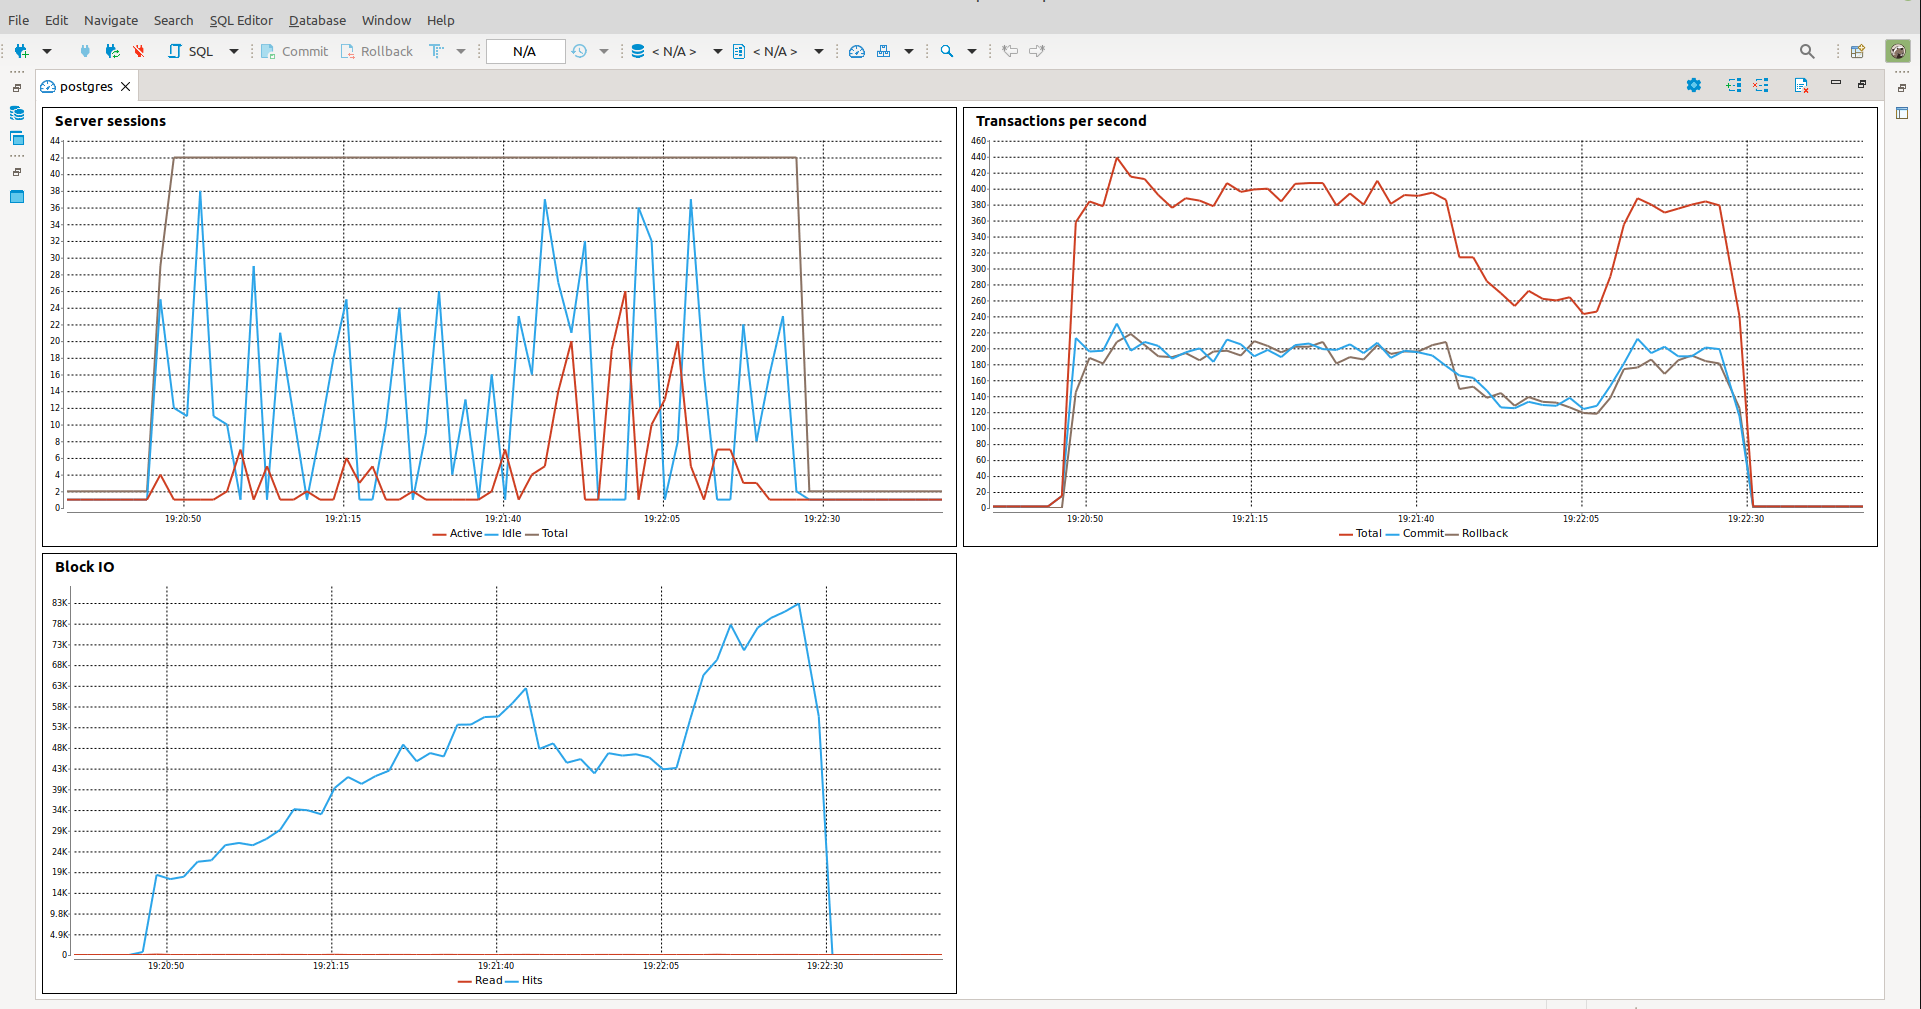 File Edit Navigate Search SQL Editor Database Window Help
SQL Commit Rollback N/A < N/A > < N/A >
postgres
Server sessions
44
42
40
38
36
34
32
30
28
26
24
22
20
18
16
14
12
10
8
6
4
2
0
19:20:50 19:21:15 19:21:40 19:22:05 19:22:30
Active Idle Total
Transactions per second
460
440
420
400
380
360
340
320
300
280
260
240
220
200
180
160
140
120
100
80
60
40
20
0
19:20:50 19:21:15 19:21:40 19:22:05 19:22:30
Total Commit Rollback
Block IO
83K
78K
73K
68K
63K
58K
53K
48K
43K
39K
34K
29K
24K
19K
14K
9.8K
4.9K
0
19:20:50 19:21:15 19:21:40 19:22:05 19:22:30
Read Hits